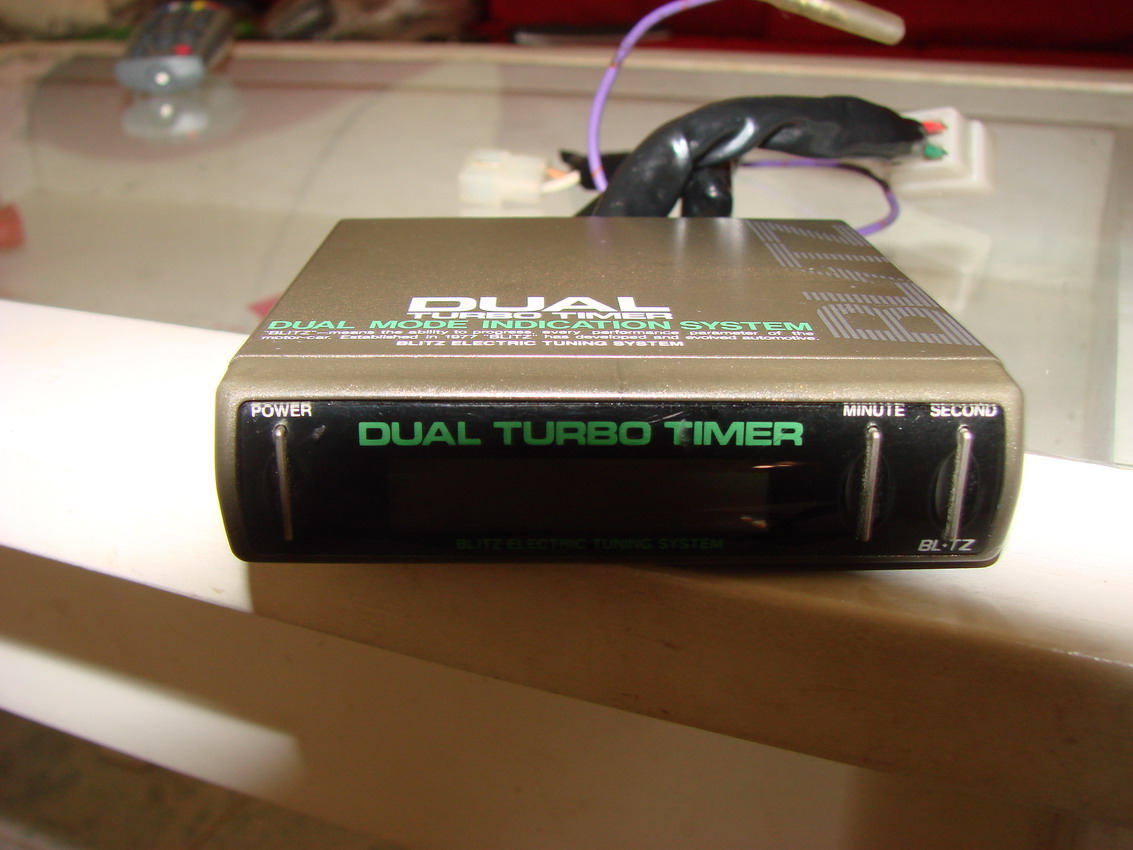 DUAL
TURBO TIMER
DUAL MODE INDICATION SYSTEM
"BLITZ"-means the ability to progress, every performance parameter of the
motor-car. Established in 1977 "BLITZ" has developed and evolved automotive.
BLITZ ELECTRIC TUNING SYSTEM
POWER
MINUTE SECOND
DUAL TURBO TIMER
BLITZ ELECTRIC TUNING SYSTEM
BL·TZ